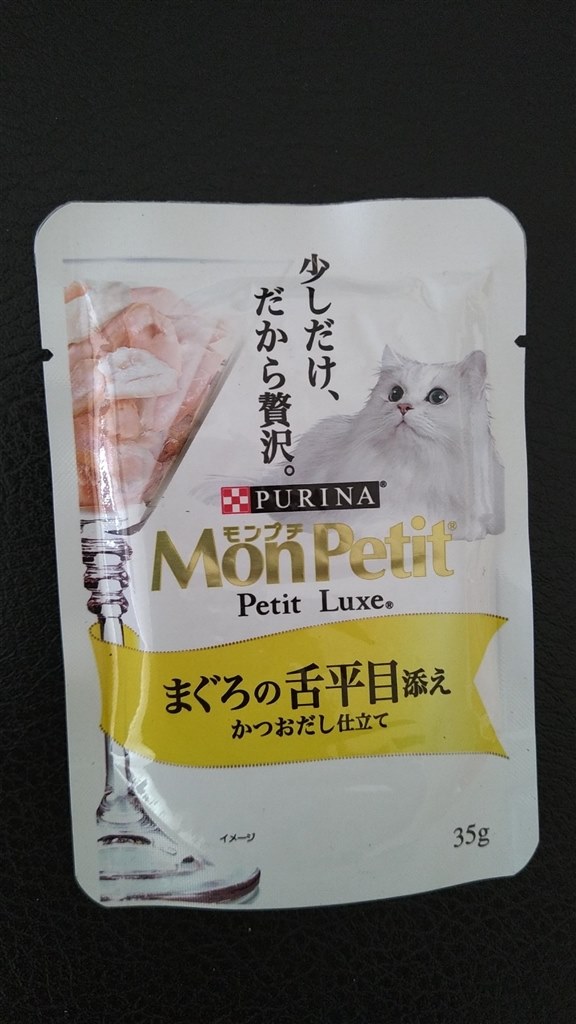 少しだけ、
だから贅沢。
PURINA®
モンプチ
MonPetit®
Petit Luxe®
まぐろの舌平目添え
かつおだし仕立て
イメージ
35g